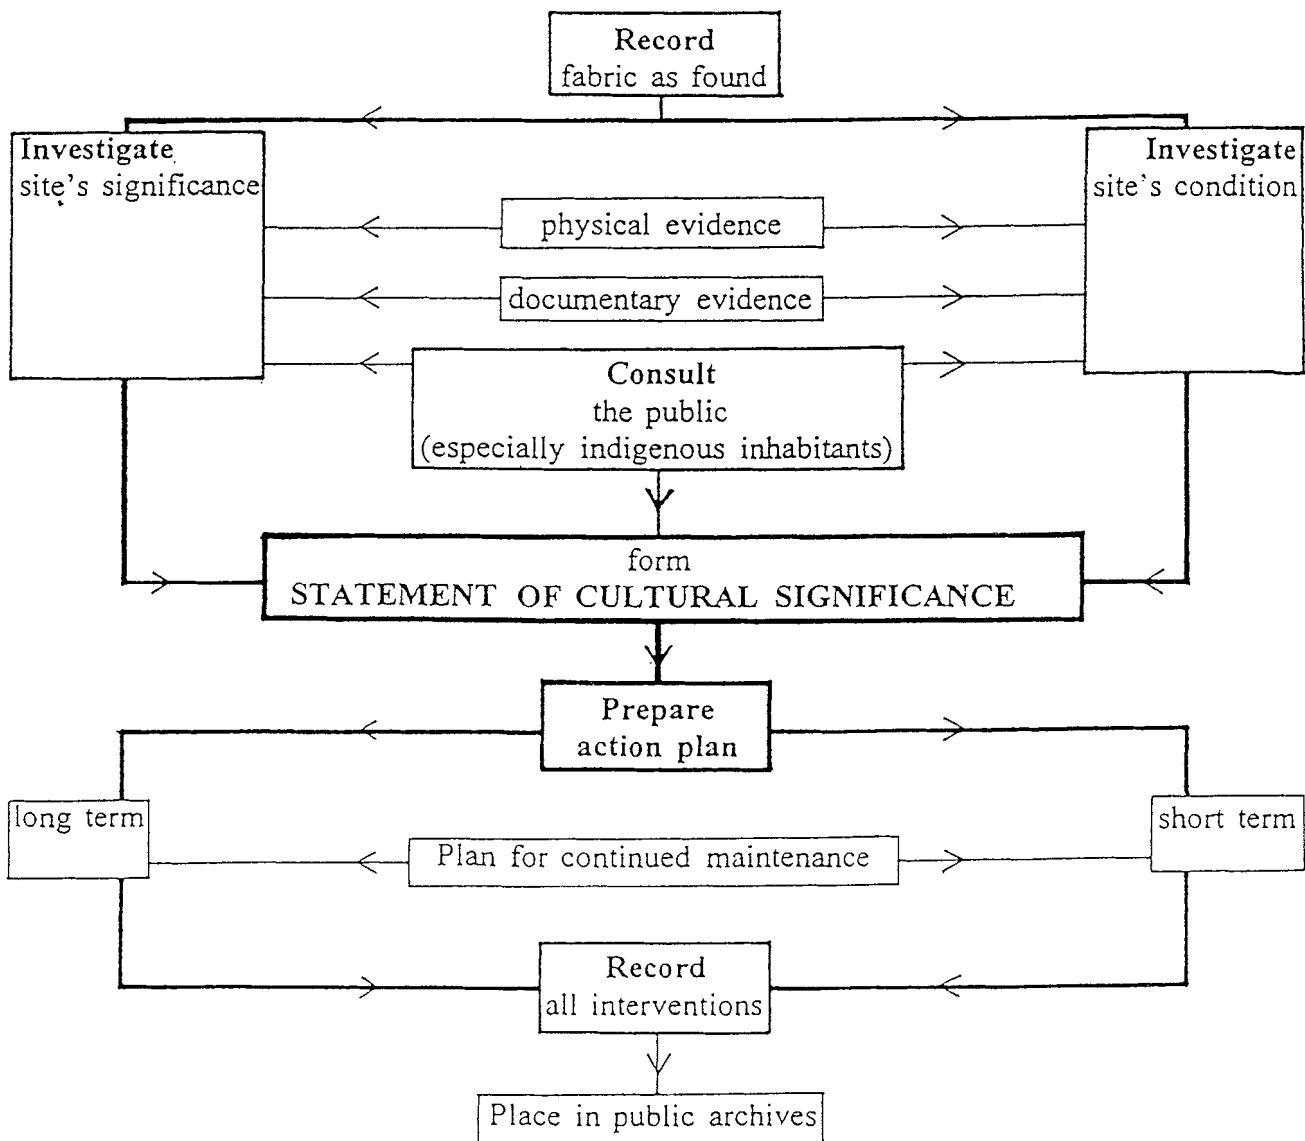 Record
fabric as found
Investigate
site's significance
Investigate
site's condition
physical evidence
documentary evidence
Consult
the public
(especially indigenous inhabitants)
form
STATEMENT OF CULTURAL SIGNIFICANCE
Prepare
action plan
long term
short term
Plan for continued maintenance
Record
all interventions
Place in public archives